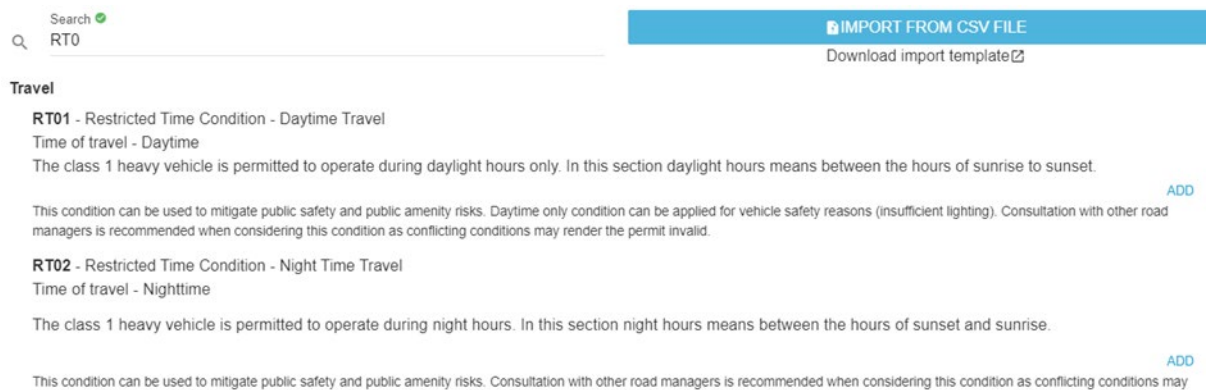 Search
RT0
IMPORT FROM CSV FILE
Download import template
Travel
RT01 - Restricted Time Condition - Daytime Travel
Time of travel - Daytime
The class 1 heavy vehicle is permitted to operate during daylight hours only. In this section daylight hours means between the hours of sunrise to sunset.
ADD
This condition can be used to mitigate public safety and public amenity risks. Daytime only condition can be applied for vehicle safety reasons (insufficient lighting). Consultation with other road
managers is recommended when considering this condition as conflicting conditions may render the permit invalid.
RT02 - Restricted Time Condition - Night Time Travel
Time of travel - Nighttime
The class 1 heavy vehicle is permitted to operate during night hours. In this section night hours means between the hours of sunset and sunrise.
ADD
This condition can be used to mitigate public safety and public amenity risks. Consultation with other road managers is recommended when considering this condition as conflicting conditions may